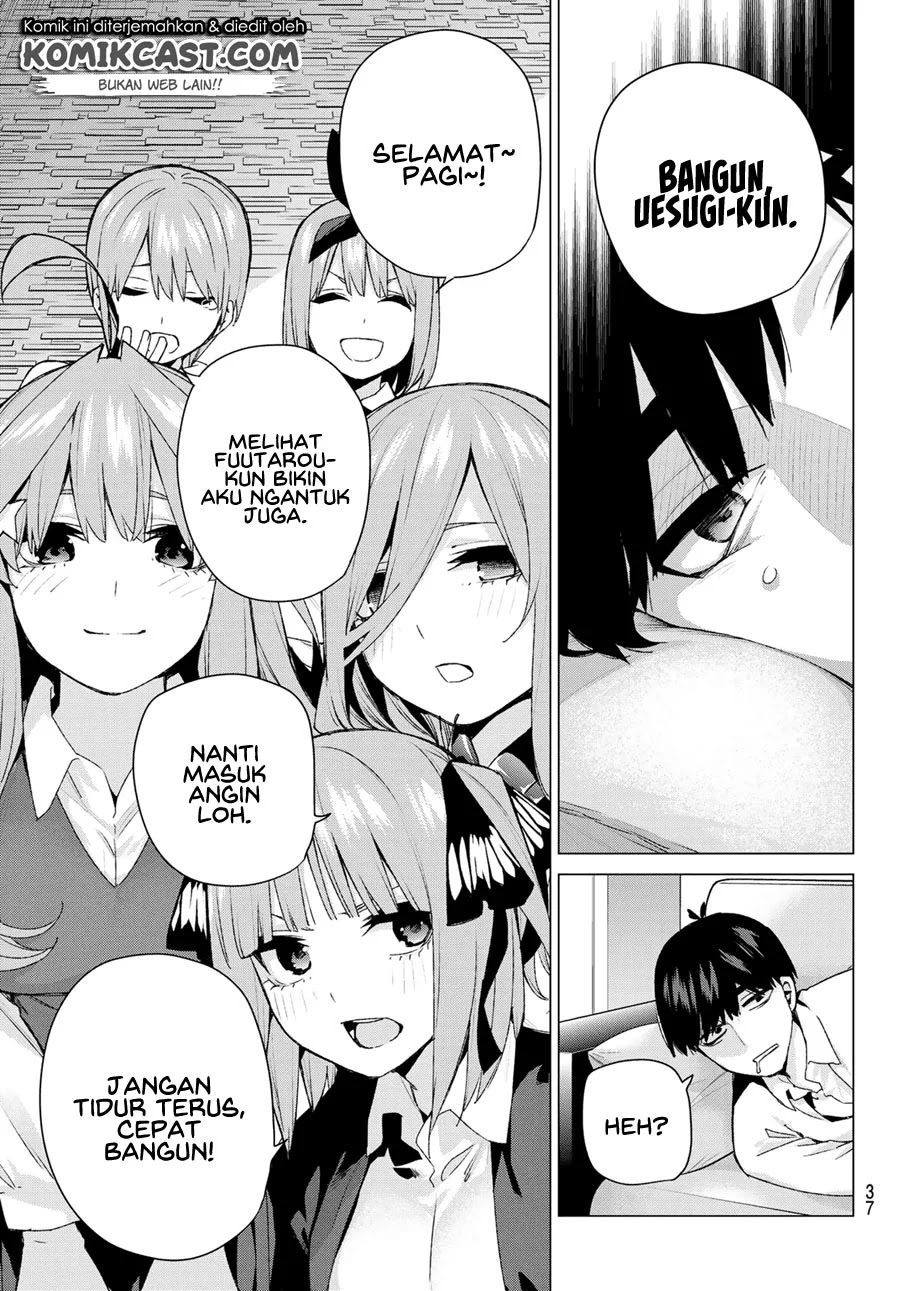 Komik ini diterjemahkan & diedit oleh
KOMIKCAST.COM
BUKAN WEB LAIN!!
BANGUN,
UESUGI-KUN.
HEH?
SELAMAT~
PAGI~!
MELIHAT
FUUTAROU-
KUN BIKIN
AKU NGANTUK
JUGA.
NANTI
MASUK
ANGIN
LOH.
JANGAN
TIDUR TERUS,
CEPAT
BANGUN!
37